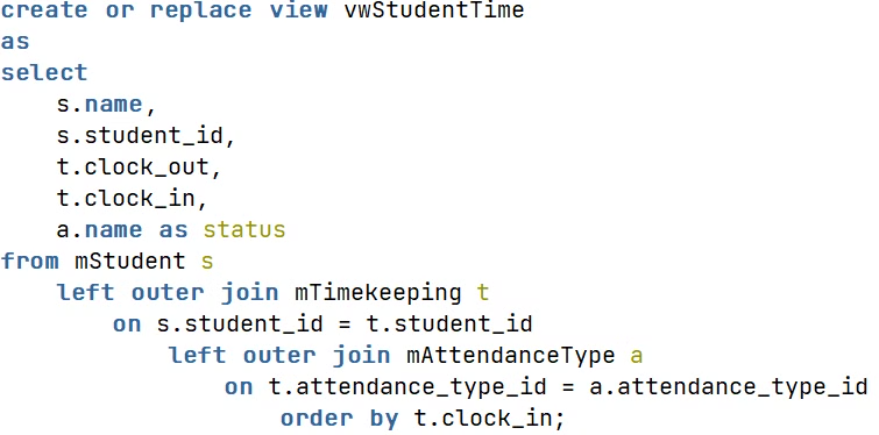 create or replace view vwStudentTime
as
select
s.name,
s.student_id,
t.clock_out,
t.clock_in,
a.name as status
from mStudent s
left outer join mTimekeeping t
on s.student_id = t.student_id
left outer join mAttendanceType a
on t.attendance_type_id = a.attendance_type_id
order by t.clock_in;